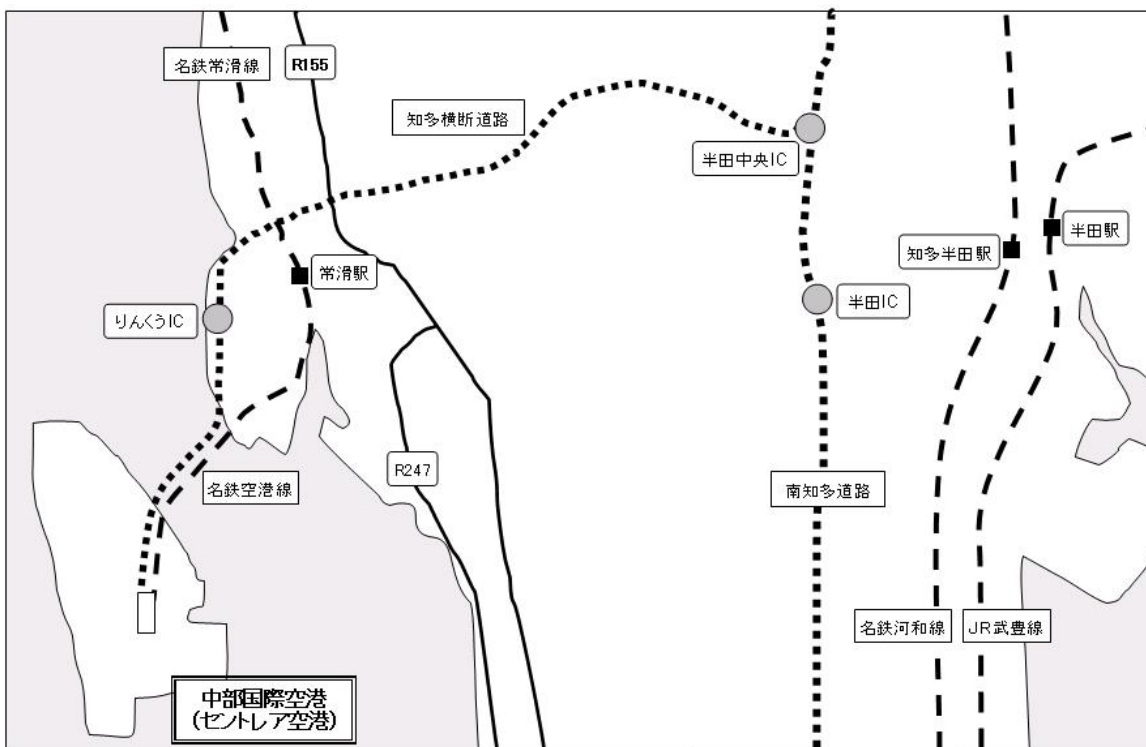 名鉄常滑線
R155
知多横断道路
半田中央IC
半田駅
知多半田駅
常滑駅
半田IC
りんくうIC
R247
名鉄空港線
南知多道路
名鉄河和線
JR武豊線
中部国際空港
(セントレア空港)